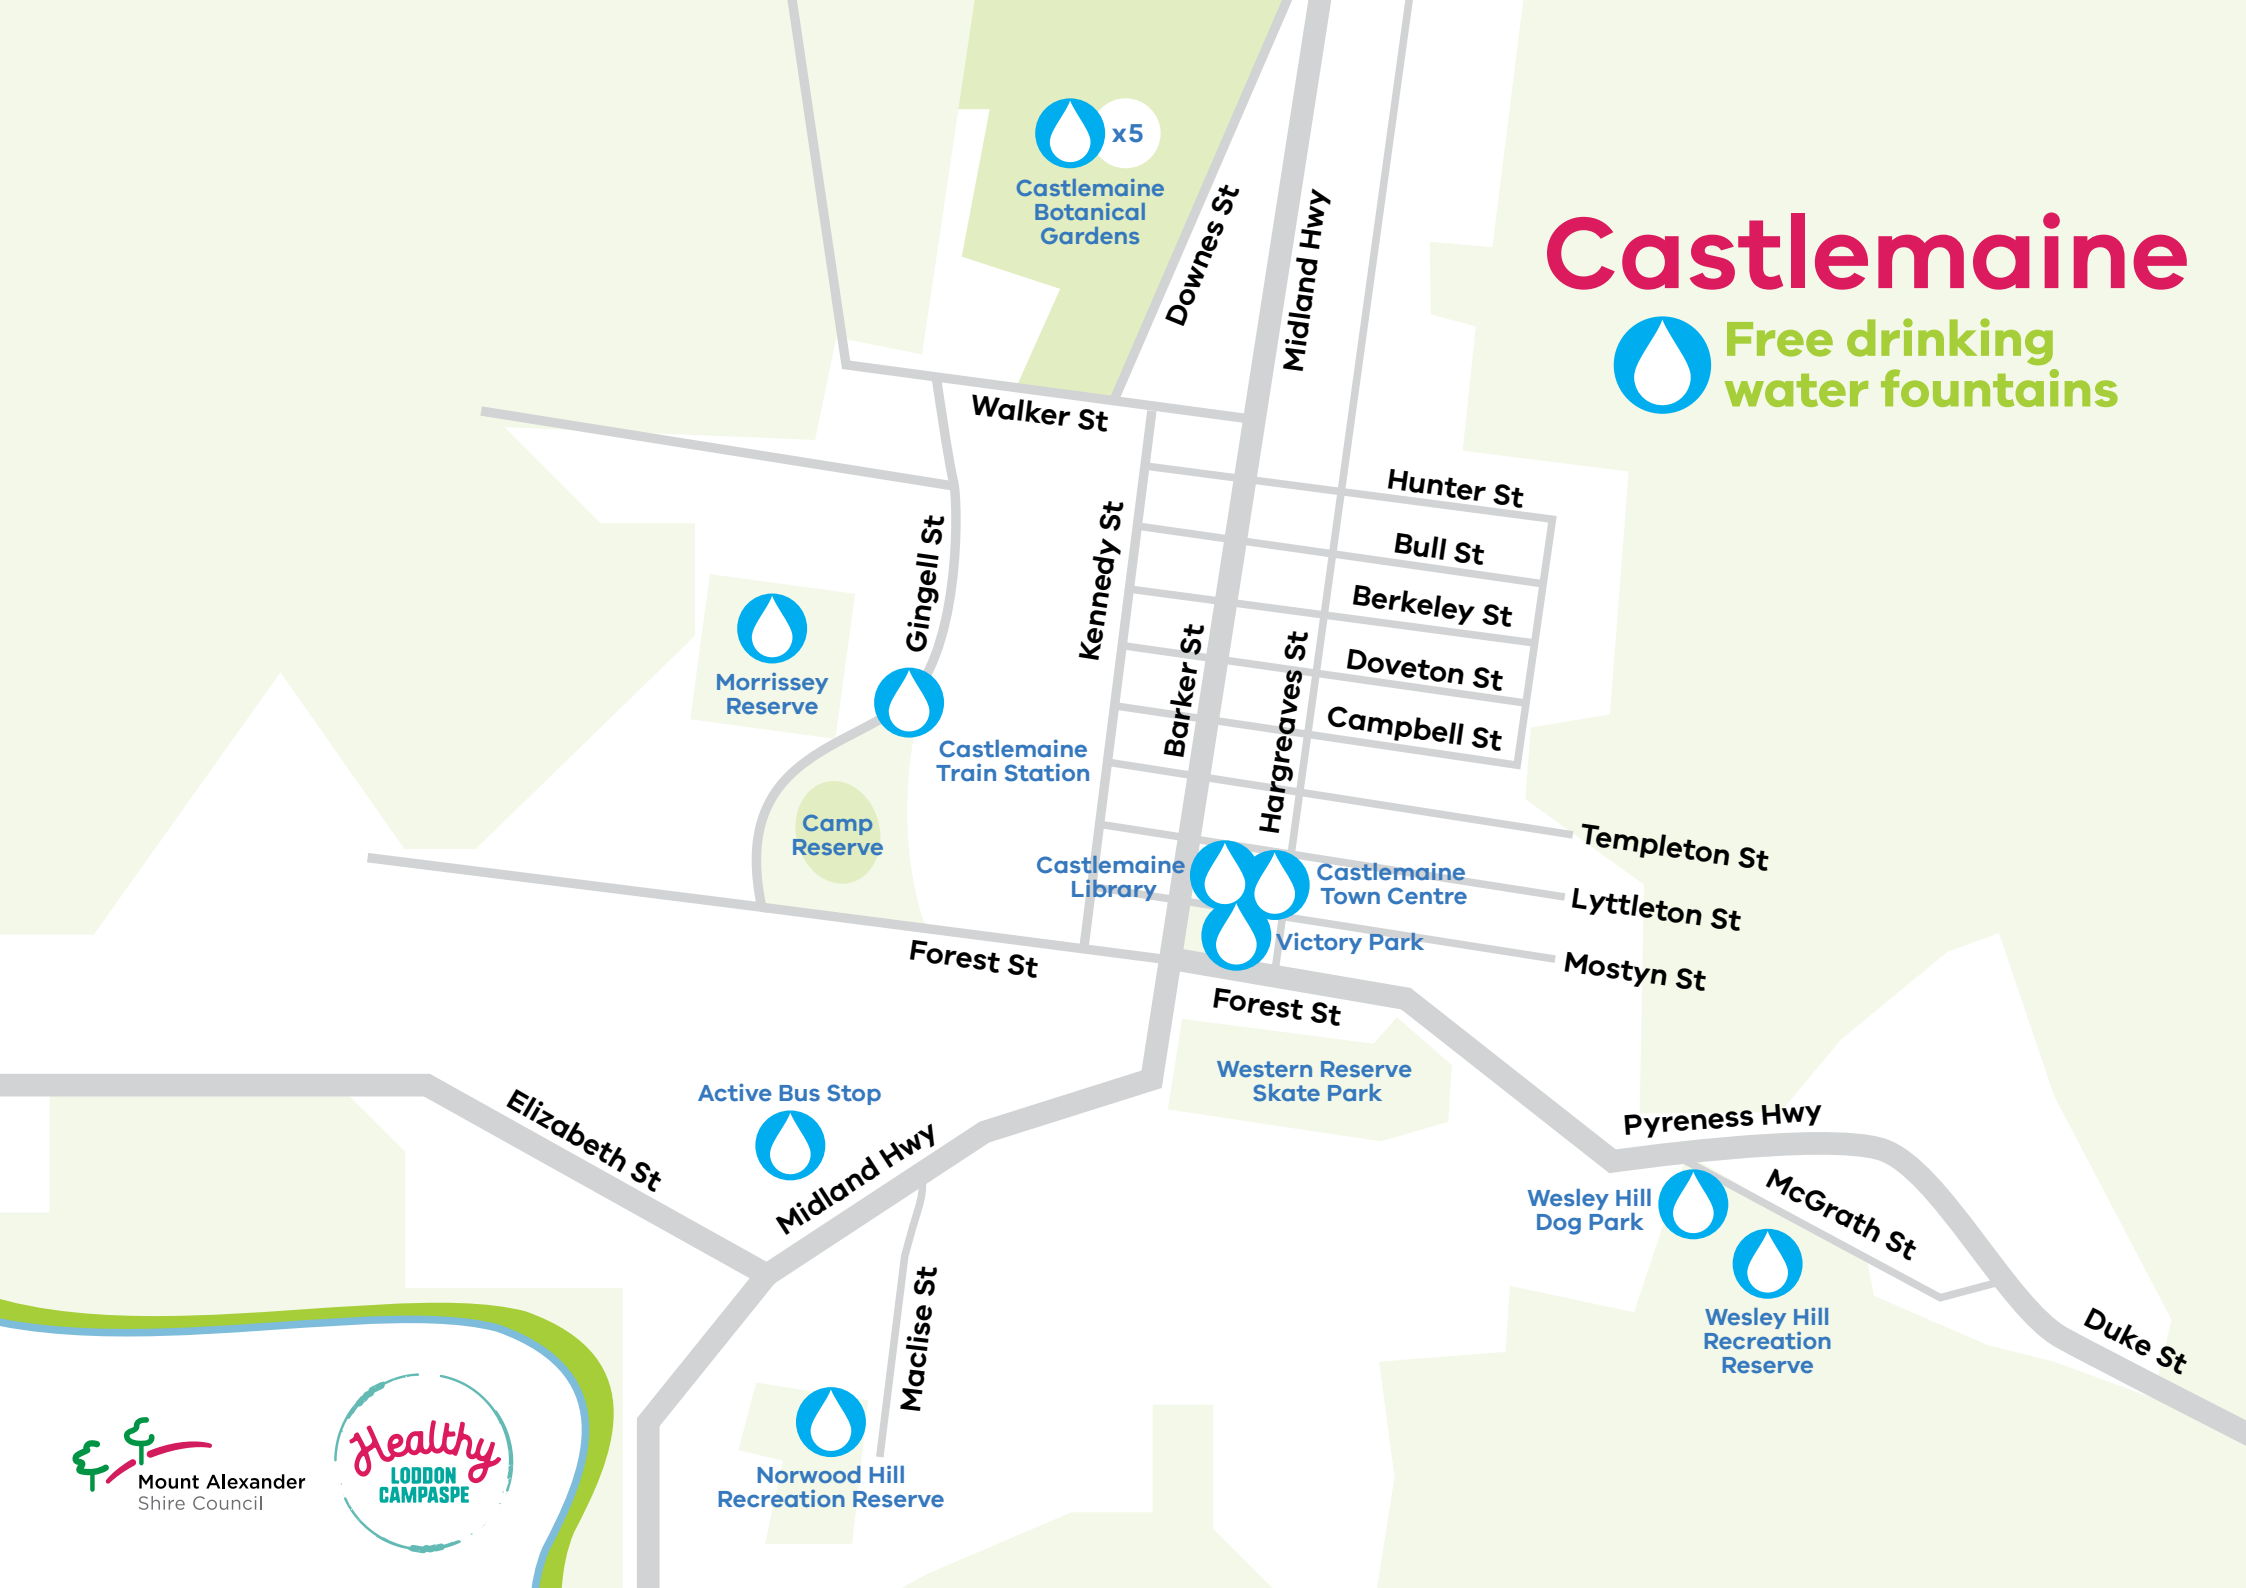 Castlemaine
Free drinking
water fountains
x5
Castlemaine
Botanical
Gardens
Downes St
Midland Hwy
Walker St
Hunter St
Bull St
Berkeley St
Doveton St
Campbell St
Gingell St
Kennedy St
Barker St
Hargreaves St
Morrissey
Reserve
Castlemaine
Train Station
Camp
Reserve
Templeton St
Lyttleton St
Mostyn St
Castlemaine
Library
Castlemaine
Town Centre
Victory Park
Forest St
Forest St
Western Reserve
Skate Park
Active Bus Stop
Elizabeth St
Midland Hwy
Pyreness Hwy
McGrath St
Wesley Hill
Dog Park
Wesley Hill
Recreation
Reserve
Duke St
Maclise St
Norwood Hill
Recreation Reserve
Mount Alexander
Shire Council
Healthy
LODDON
CAMPASPE